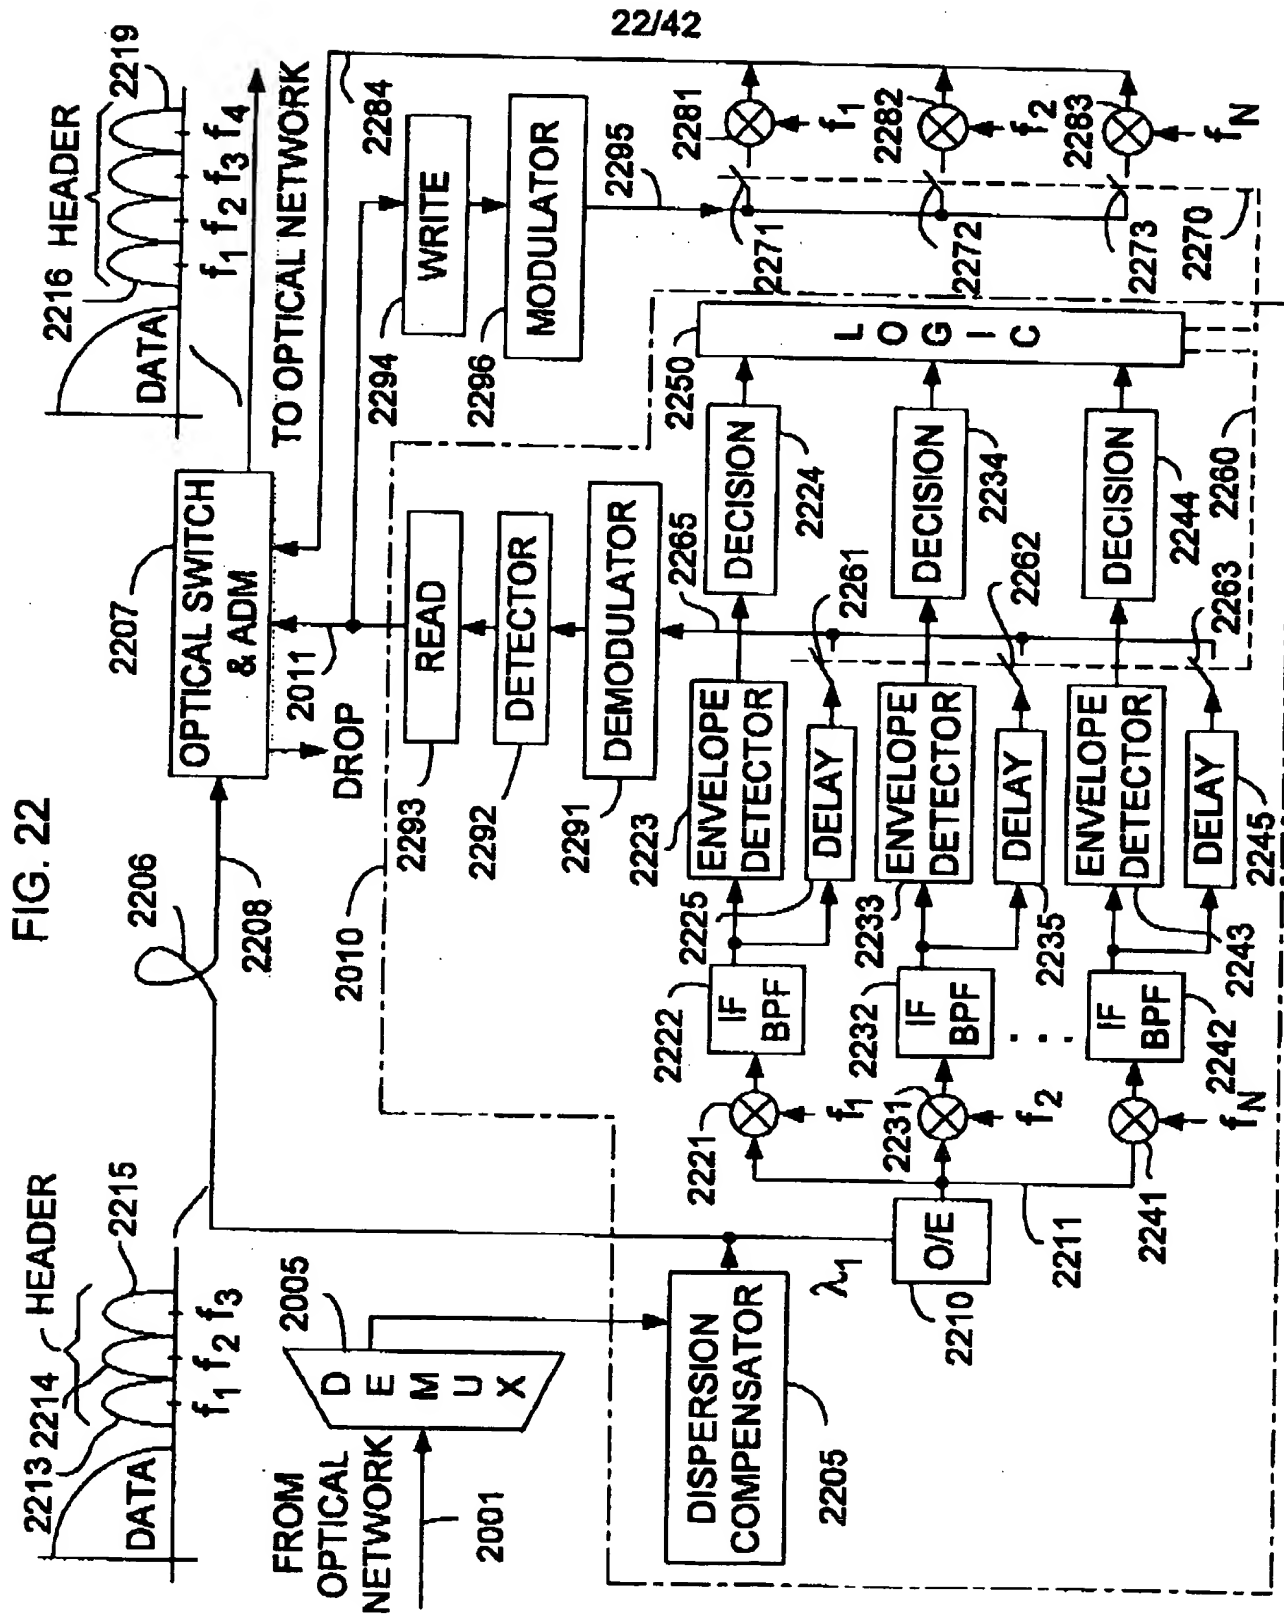 22/42
FIG. 22
2213
2214
HEADER
2215
DATA
f1 f2 f3
2216
HEADER
2219
DATA
f1 f2 f3 f4
FROM
OPTICAL
NETWORK
2001
DEMUX
2005
2206
2208
2207
OPTICAL SWITCH
& ADM
TO OPTICAL NETWORK
DROP
2011
2284
2010
2293
READ
2292
DETECTOR
2291
DEMODULATOR
2265
2294
WRITE
2296
MODULATOR
2295
DISPERSION
COMPENSATOR
2205
λ1
O/E
2210
2211
2221
f1
2222
IF
BPF
2223
ENVELOPE
DETECTOR
2225
DELAY
2261
DECISION
2224
2231
f2
2232
IF
BPF
2233
ENVELOPE
DETECTOR
2235
DELAY
2262
DECISION
2234
2241
fN
IF
BPF
2242
ENVELOPE
DETECTOR
2243
DELAY
2245
2263
DECISION
2244
2260
2250
LOGIC
2271
2272
2273
2270
2281
f1
2282
f2
2283
fN